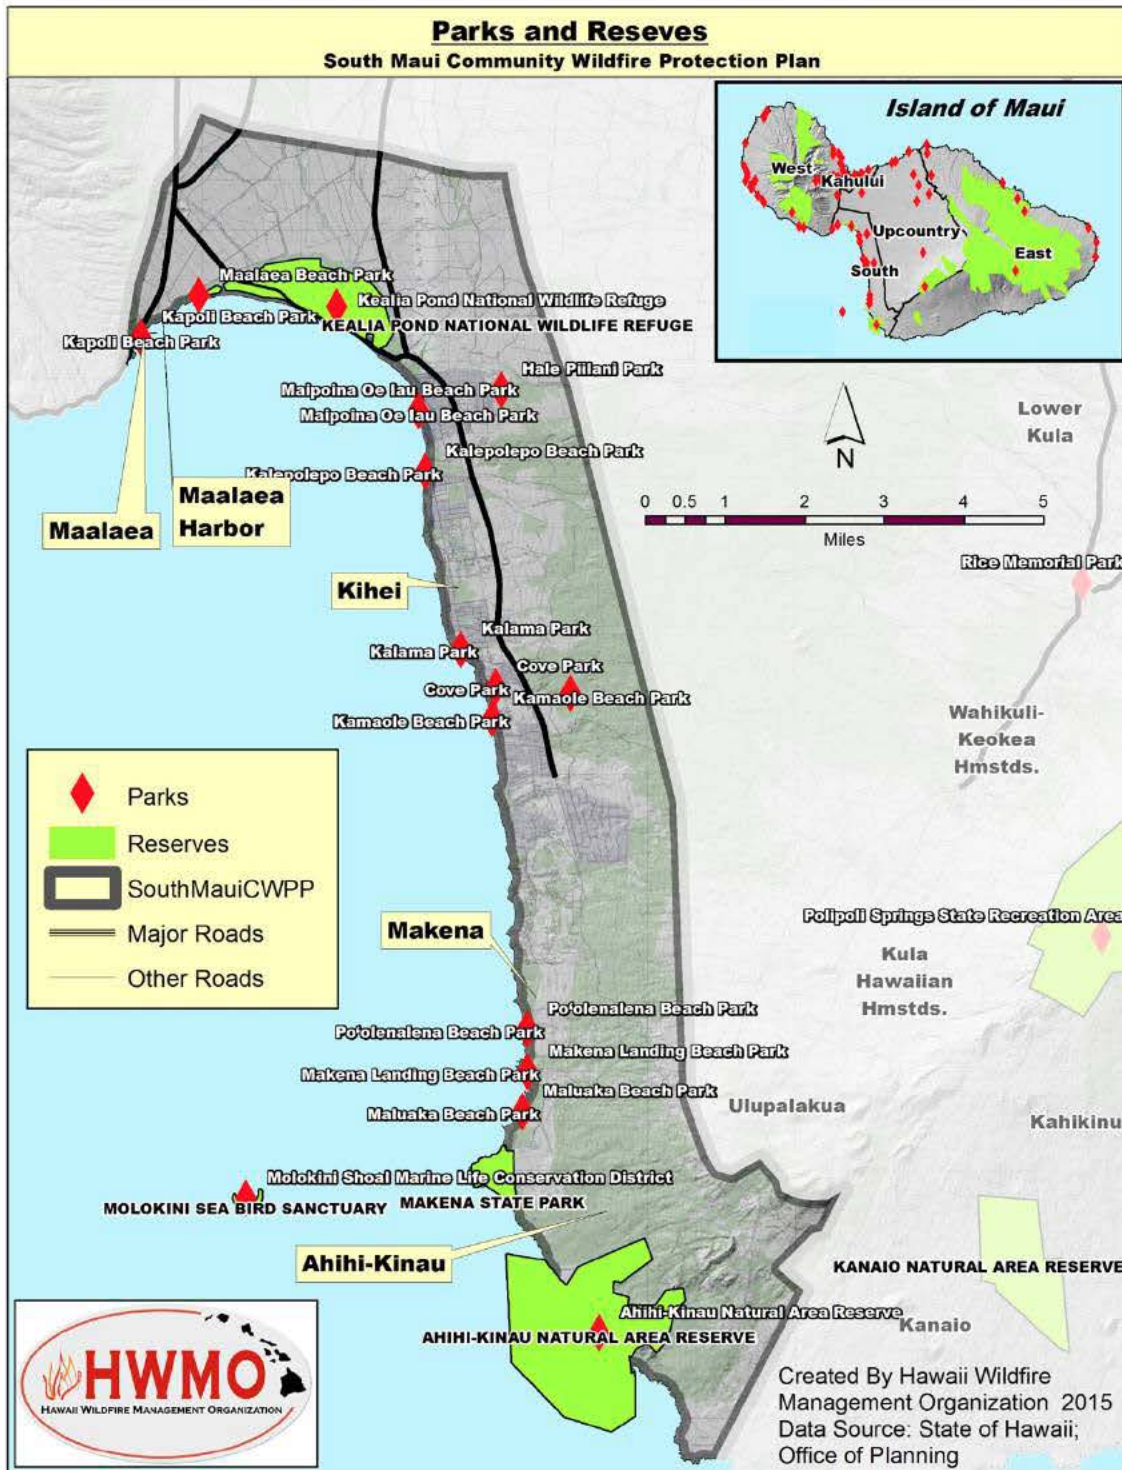 Parks and Reseves
South Maui Community Wildfire Protection Plan
Island of Maui
West
Kahului
Upcountry
East
South
Maalaea Beach Park
Kealia Pond National Wildlife Refuge
Kapoli Beach Park
KEALIA POND NATIONAL WILDLIFE REFUGE
Kapoli Beach Park
Hale Piilani Park
Maipoina Oe Iau Beach Park
Maipoina Oe Iau Beach Park
Lower
Kula
N
Kalepolepo Beach Park
Kalepolepo Beach Park
Maalaea
Maalaea
Harbor
0 0.5 1 2 3 4 5
Miles
Rice Memorial Park
Kihei
Kalama Park
Kalama Park
Cove Park
Cove Park
Kamaole Beach Park
Kamaole Beach Park
Wahikuli-
Keokea
Hmstds.
Parks
Reserves
SouthMauiCWPP
Major Roads
Other Roads
Makena
Polipoli Springs State Recreation Area
Kula
Hawaiian
Hmstds.
Po'olenalena Beach Park
Po'olenalena Beach Park
Makena Landing Beach Park
Makena Landing Beach Park
Maluaka Beach Park
Maluaka Beach Park
Ulupalakua
Kahikinu
Molokini Shoal Marine Life Conservation District
MOLOKINI SEA BIRD SANCTUARY
MAKENA STATE PARK
Ahihi-Kinau
KANAIO NATURAL AREA RESERVE
Ahihi-Kinau Natural Area Reserve
AHIHI-KINAU NATURAL AREA RESERVE
Kanaio
HWMO
HAWAII WILDFIRE MANAGEMENT ORGANIZATION
Created By Hawaii Wildfire
Management Organization 2015
Data Source: State of Hawaii;
Office of Planning